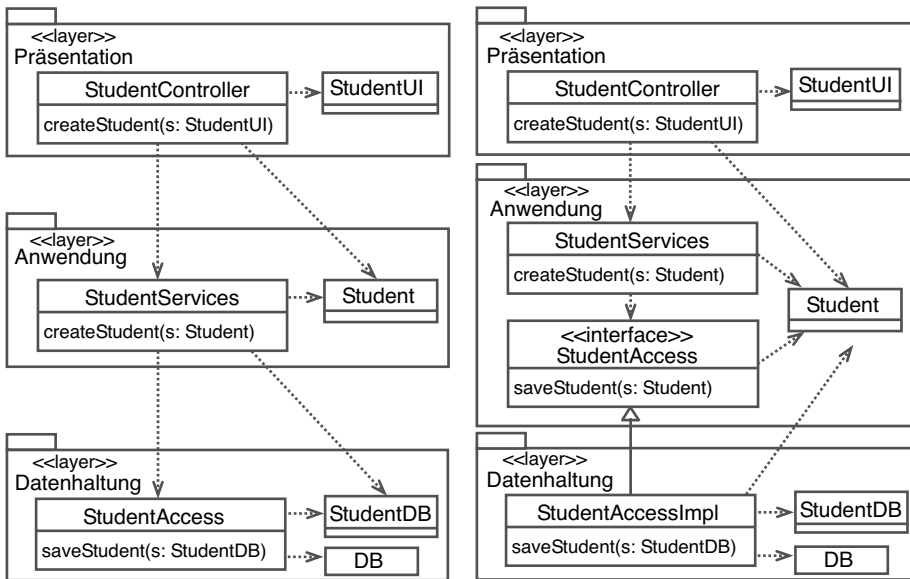 <<layer>>
Präsentation
StudentController
StudentUI
createStudent(s: StudentUI)
<<layer>>
Anwendung
StudentServices
Student
createStudent(s: Student)
<<layer>>
Datenhaltung
StudentAccess
StudentDB
saveStudent(s: StudentDB)
DB
<<layer>>
Präsentation
StudentController
StudentUI
createStudent(s: StudentUI)
<<layer>>
Anwendung
StudentServices
createStudent(s: Student)
Student
<<interface>>
StudentAccess
saveStudent(s: Student)
<<layer>>
Datenhaltung
StudentAccessImpl
StudentDB
saveStudent(s: StudentDB)
DB